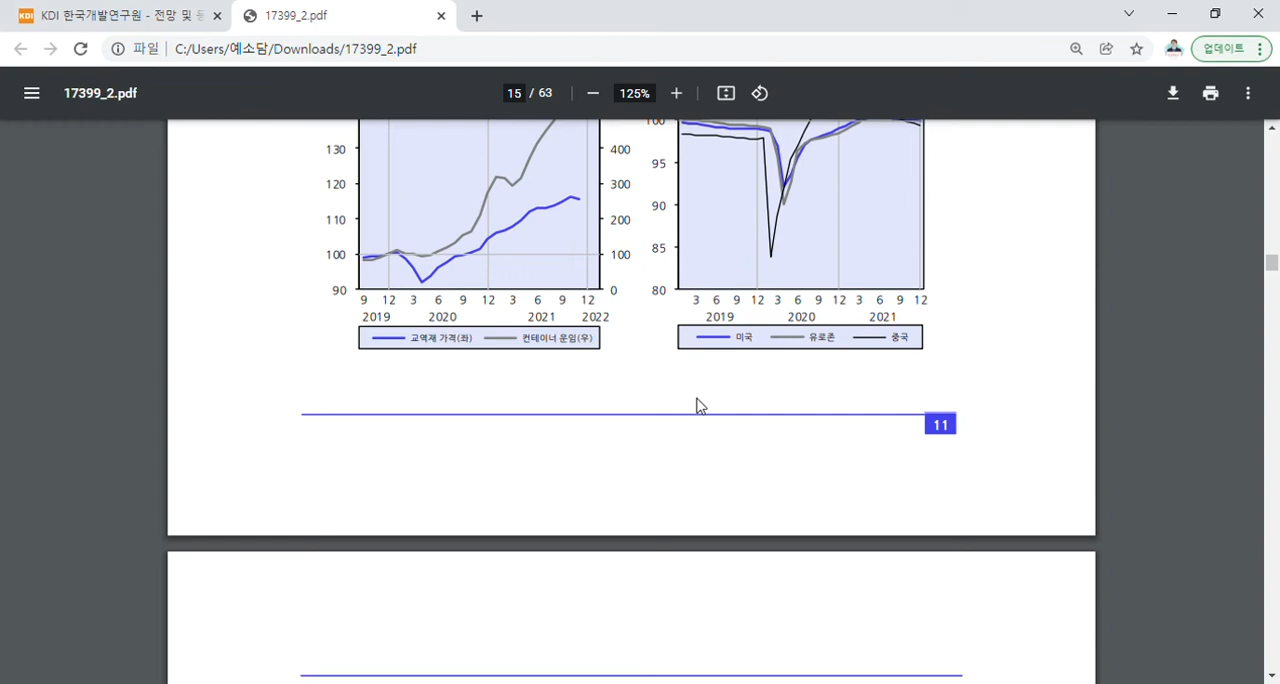 KDI 한국개발연구원 - 전망 및 동
17399_2.pdf
파일 C:/Users/예소담/Downloads/17399_2.pdf
업데이트
17399_2.pdf
15 / 63
125%
130 400 100
120 300 95
110 200 90
100 100 85
90 0 80
9 12 3 6 9 12 3 6 9 12
3 6 9 12 3 6 9 12 3 6 9 12
2019 2020 2021 2022
2019 2020 2021
교역재 가격(좌) 컨테이너 운임(우)
미국 유로존 중국
11